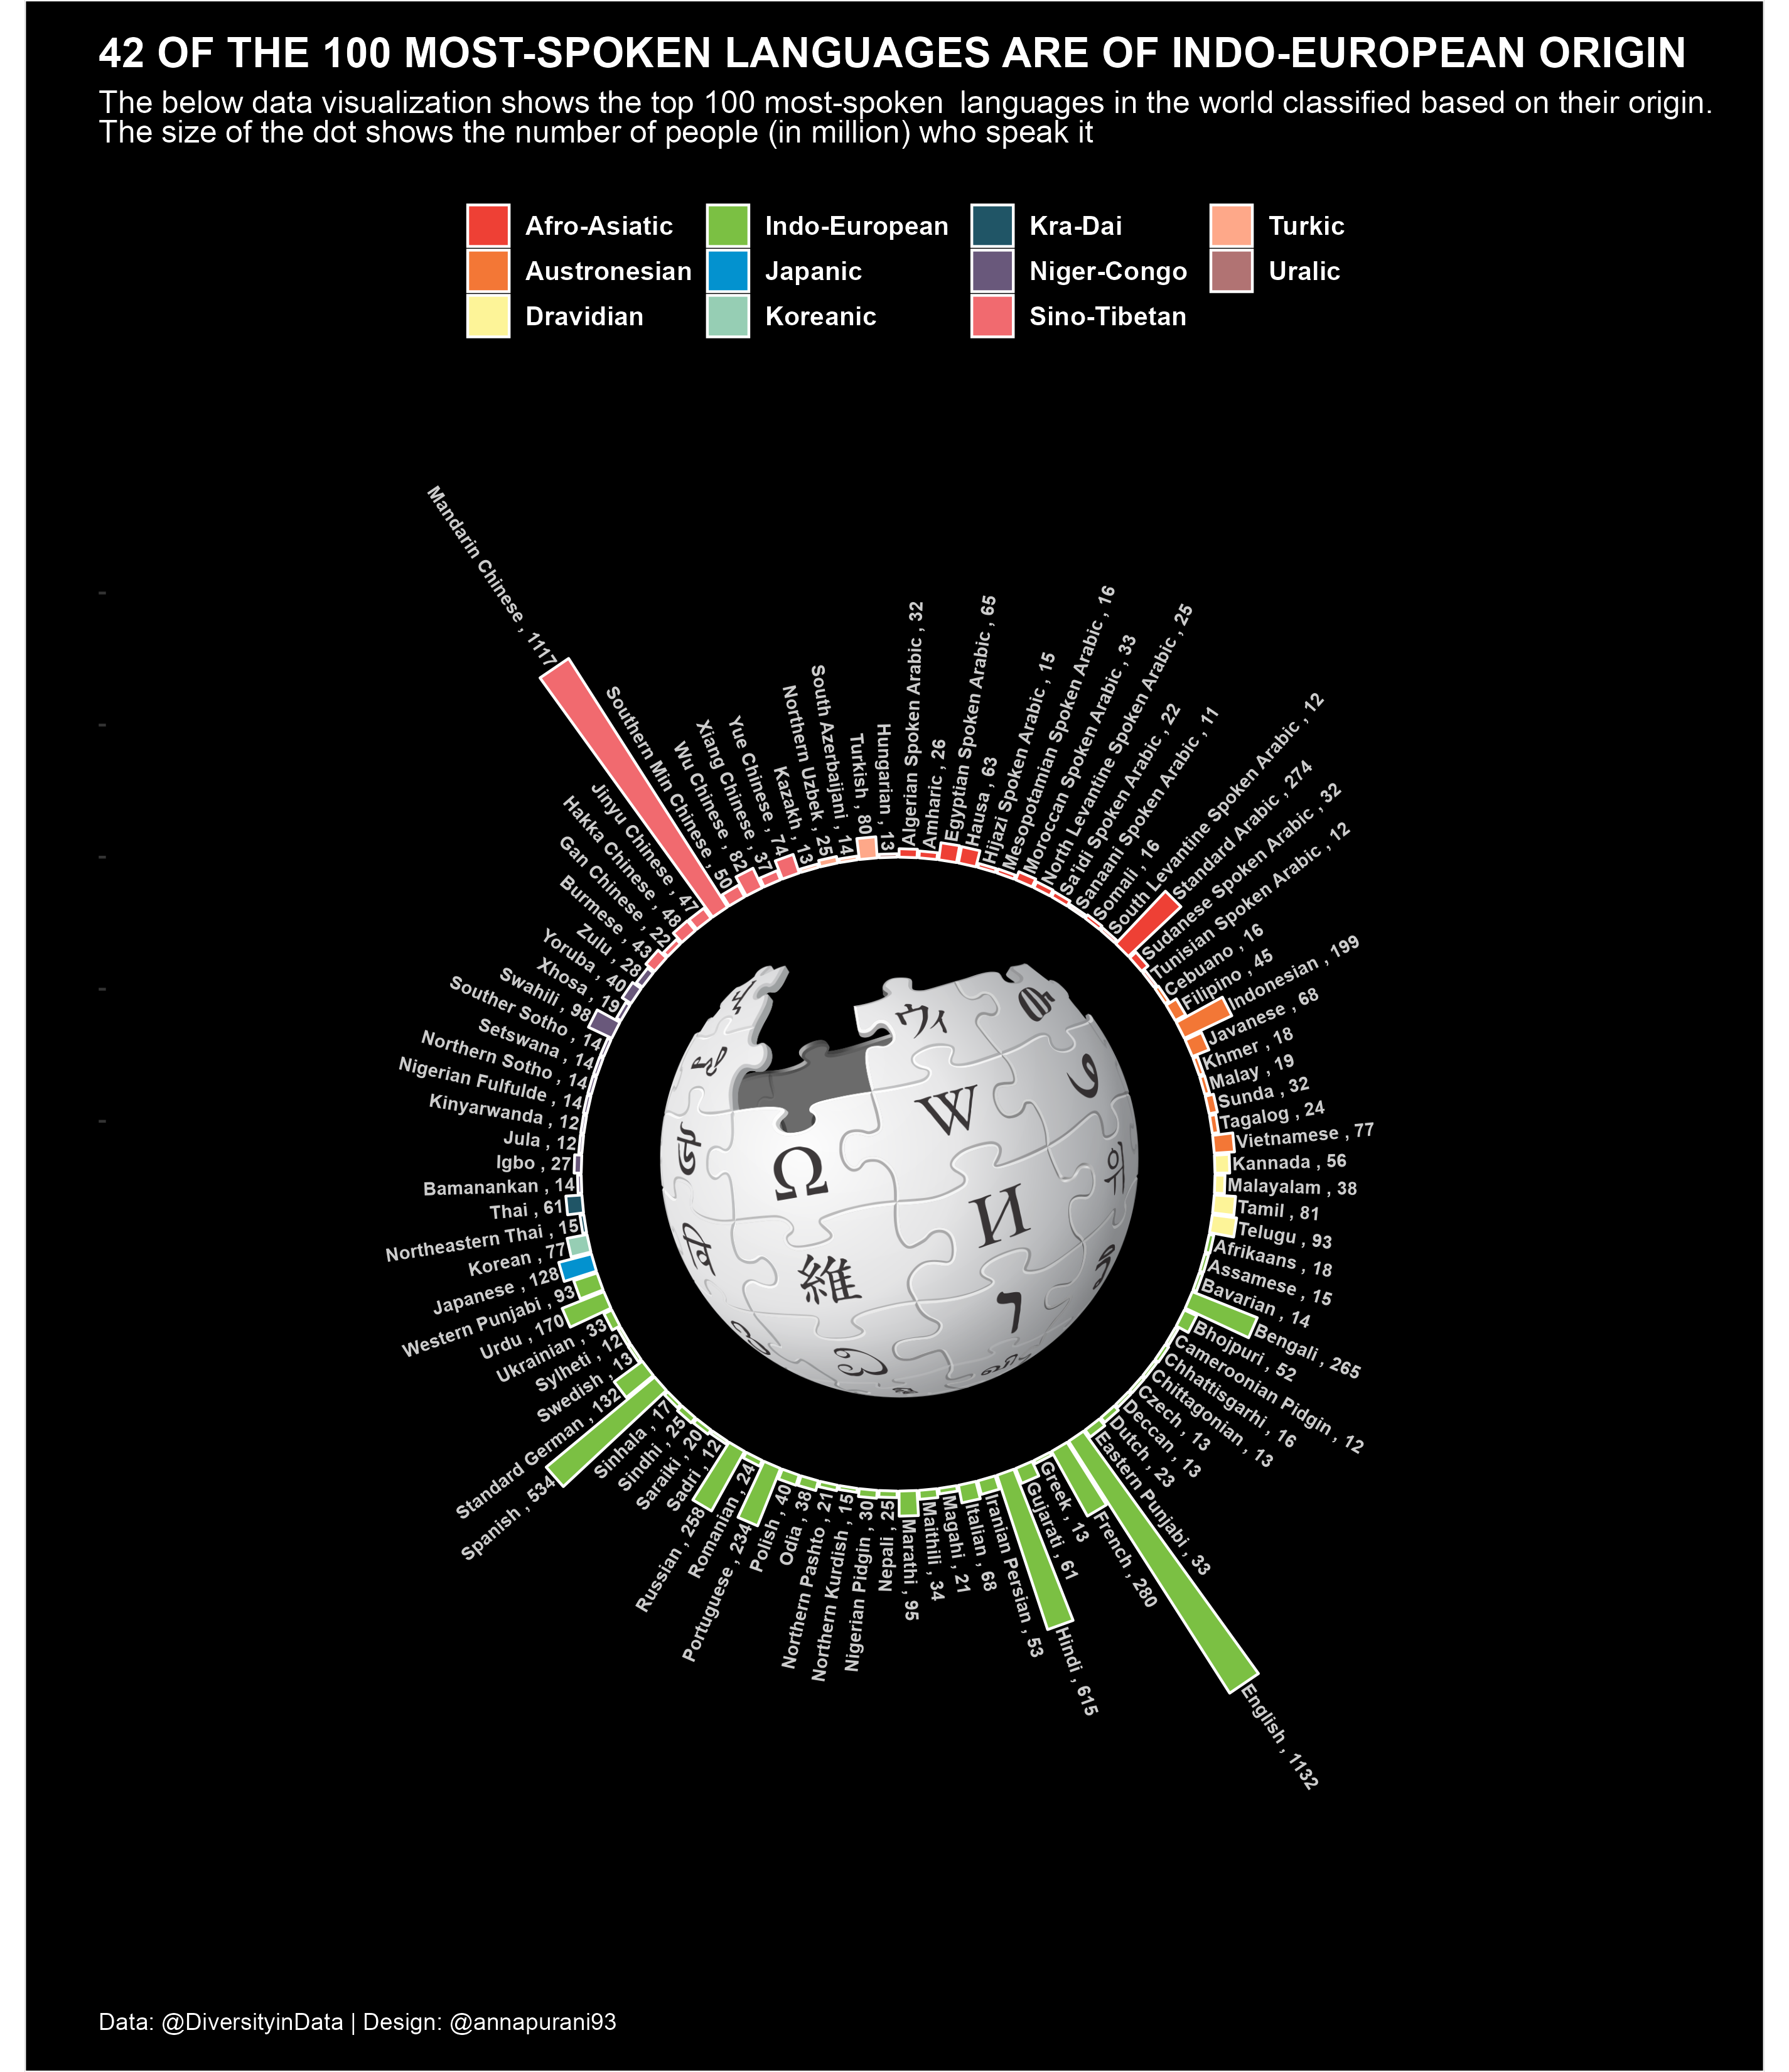 42 OF THE 100 MOST-SPOKEN LANGUAGES ARE OF INDO-EUROPEAN ORIGIN
The below data visualization shows the top 100 most-spoken  languages in the world classified based on their origin.
The size of the dot shows the number of people (in million) who speak it
Afro-Asiatic
Austronesian
Dravidian
Indo-European
Japanic
Koreanic
Kra-Dai
Niger-Congo
Sino-Tibetan
Turkic
Uralic
Algerian Spoken Arabic , 32
Amharic , 26
Egyptian Spoken Arabic , 65
Hausa , 63
Hijazi Spoken Arabic , 15
Mesopotamian Spoken Arabic , 16
Moroccan Spoken Arabic , 33
North Levantine Spoken Arabic , 25
Sa'idi Spoken Arabic , 22
Sanaani Spoken Arabic , 11
Somali , 16
South Levantine Spoken Arabic , 12
Standard Arabic , 274
Sudanese Spoken Arabic , 32
Tunisian Spoken Arabic , 12
Cebuano , 16
Filipino , 45
Indonesian , 199
Javanese , 68
Khmer , 18
Malay , 19
Sunda , 32
Tagalog , 24
Vietnamese , 77
Kannada , 56
Malayalam , 38
Tamil , 81
Telugu , 93
Afrikaans , 18
Assamese , 15
Bavarian , 14
Bengali , 265
Bhojpuri , 52
Cameroonian Pidgin , 12
Chhattisgarhi , 16
Chittagonian , 13
Czech , 13
Deccan , 13
Dutch , 23
Eastern Punjabi , 33
English , 1132
French , 280
Greek , 13
Gujarati , 61
Hindi , 615
Iranian Persian , 53
Italian , 68
Magahi , 21
Maithili , 34
Marathi , 95
Nepali , 25
Nigerian Pidgin , 30
Northern Kurdish , 15
Northern Pashto , 21
Odia , 38
Polish , 40
Portuguese , 234
Romanian , 24
Russian , 258
Sadri , 12
Saraiki , 20
Sindhi , 25
Sinhala , 17
Spanish , 534
Standard German , 132
Swedish , 13
Sylheti , 12
Ukrainian , 33
Urdu , 170
Western Punjabi , 93
Japanese , 128
Korean , 77
Northeastern Thai , 15
Thai , 61
Bamanankan , 14
Igbo , 27
Jula , 12
Kinyarwanda , 12
Nigerian Fulfulde , 14
Northern Sotho , 14
Setswana , 14
Souther Sotho , 14
Swahili , 98
Xhosa , 19
Yoruba , 40
Zulu , 28
Burmese , 43
Gan Chinese , 22
Hakka Chinese , 48
Jinyu Chinese , 47
Mandarin Chinese , 1117
Southern Min Chinese , 50
Wu Chinese , 82
Xiang Chinese , 37
Yue Chinese , 74
Kazakh , 13
Northern Uzbek , 25
South Azerbaijani , 14
Turkish , 80
Hungarian , 13
ウィ
W
Ω
И
維
و
위
Data: @DiversityinData | Design: @annapurani93